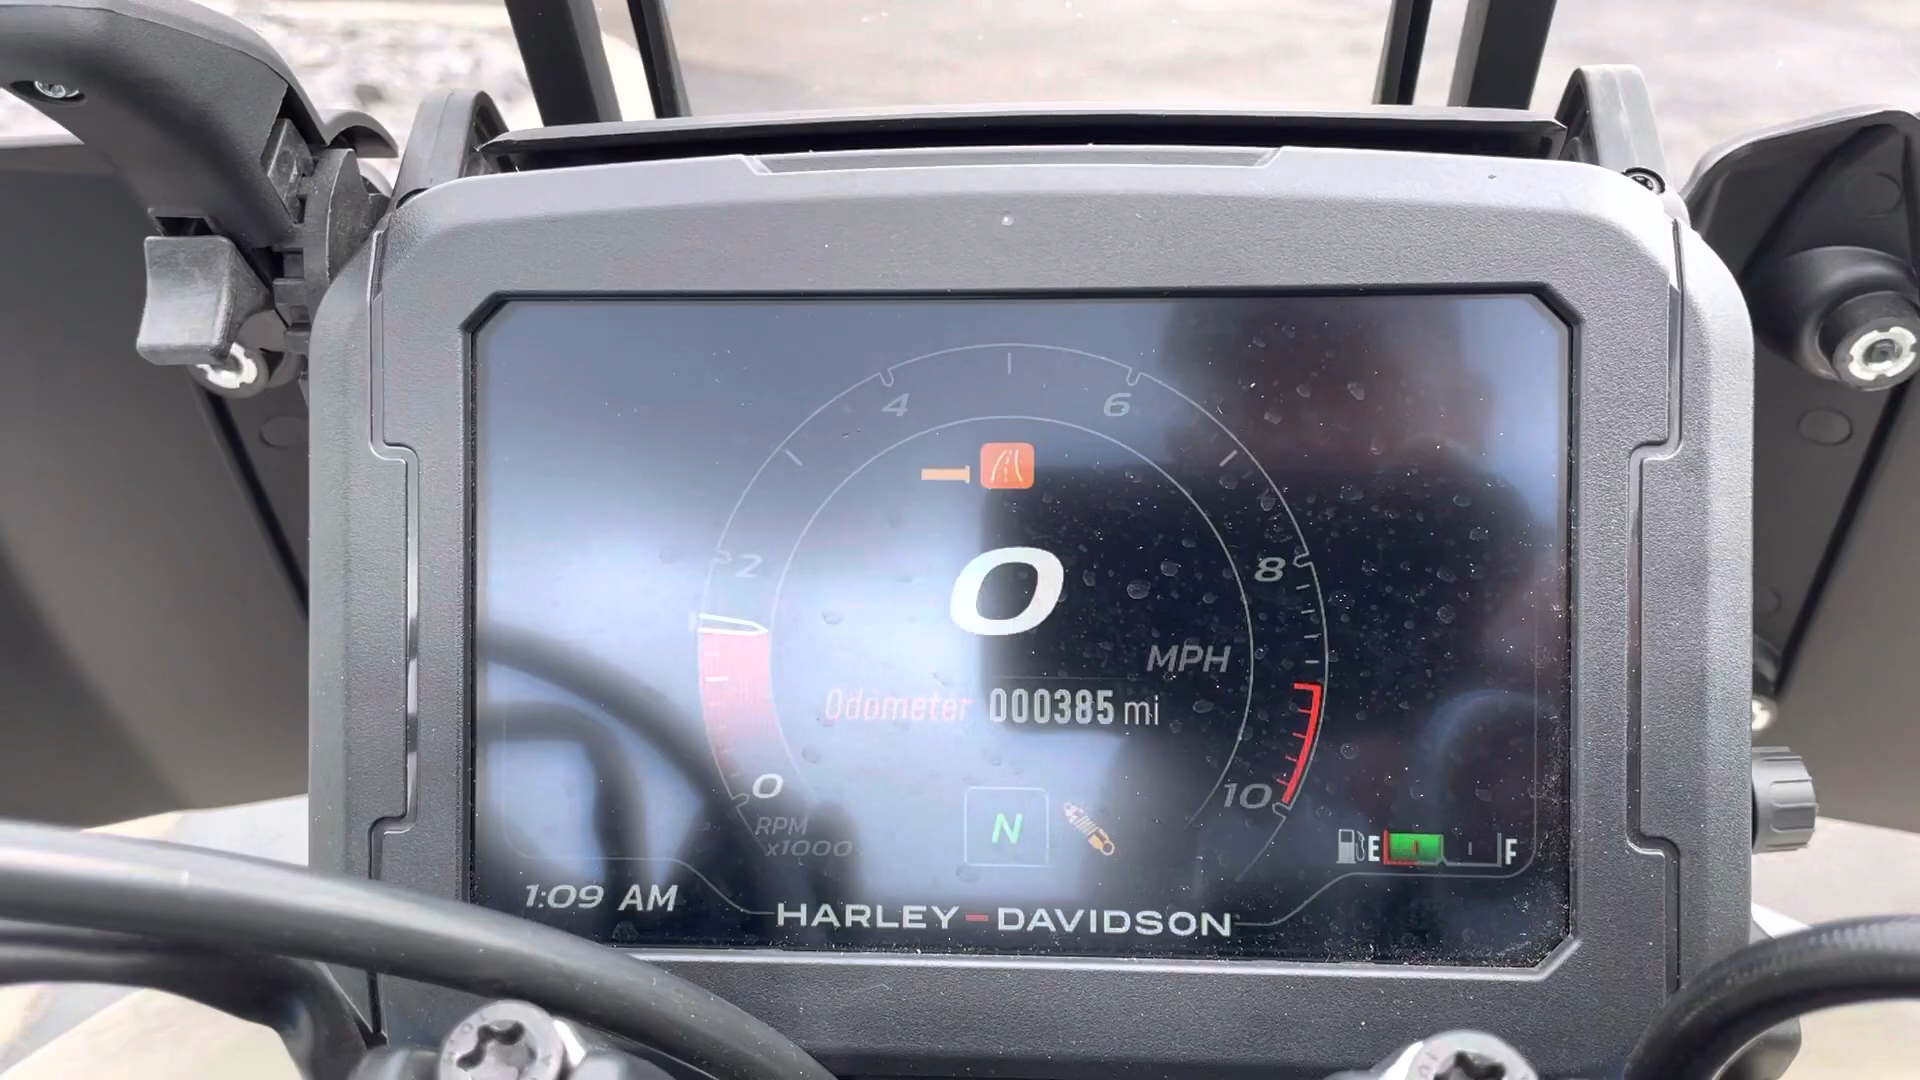 4 6
2 8
0
MPH
Odometer 000385 mi
0 10
RPM
x1000
N
E F
1:09 AM
HARLEY-DAVIDSON